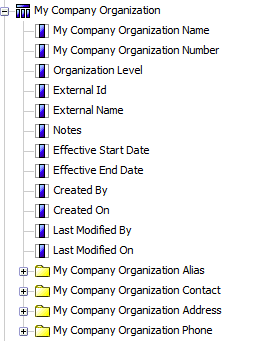 My Company Organization
My Company Organization Name
My Company Organization Number
Organization Level
External Id
External Name
Notes
Effective Start Date
Effective End Date
Created By
Created On
Last Modified By
Last Modified On
My Company Organization Alias
My Company Organization Contact
My Company Organization Address
My Company Organization Phone